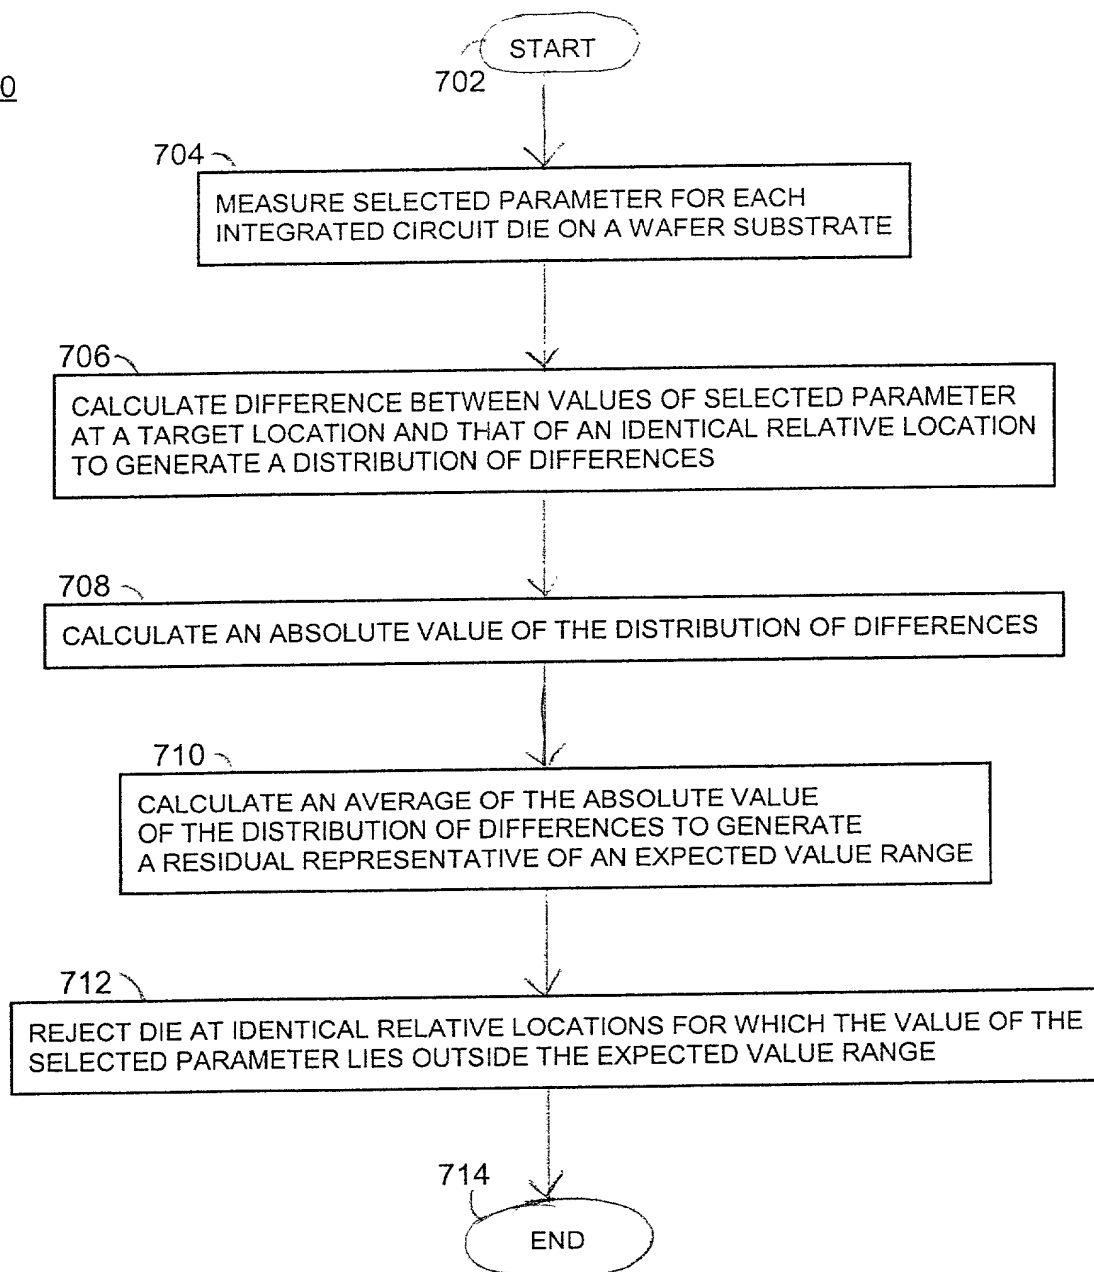 START
702
0
704
MEASURE SELECTED PARAMETER FOR EACH
INTEGRATED CIRCUIT DIE ON A WAFER SUBSTRATE
706
CALCULATE DIFFERENCE BETWEEN VALUES OF SELECTED PARAMETER
AT A TARGET LOCATION AND THAT OF AN IDENTICAL RELATIVE LOCATION
TO GENERATE A DISTRIBUTION OF DIFFERENCES
708
CALCULATE AN ABSOLUTE VALUE OF THE DISTRIBUTION OF DIFFERENCES
710
CALCULATE AN AVERAGE OF THE ABSOLUTE VALUE
OF THE DISTRIBUTION OF DIFFERENCES TO GENERATE
A RESIDUAL REPRESENTATIVE OF AN EXPECTED VALUE RANGE
712
REJECT DIE AT IDENTICAL RELATIVE LOCATIONS FOR WHICH THE VALUE OF THE
SELECTED PARAMETER LIES OUTSIDE THE EXPECTED VALUE RANGE
714
END